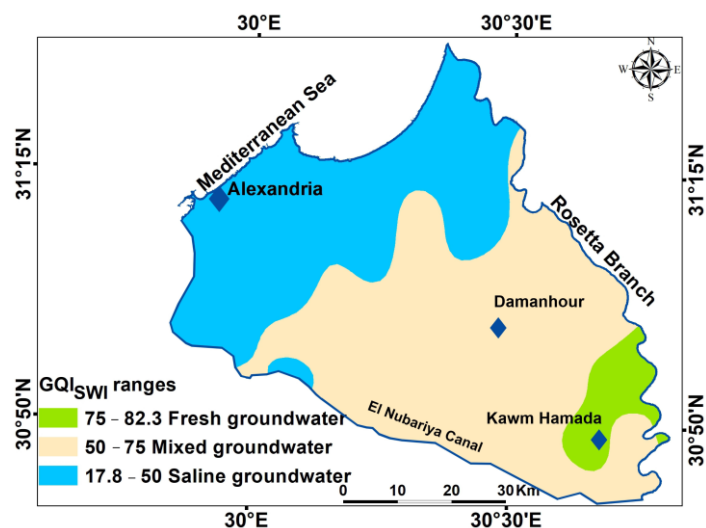 30°0'E 30°30'E
N
W E
S
31°15'N
31°15'N
Mediterranean Sea
Alexandria
Rosetta Branch
Damanhour
GQISWI ranges
75 – 82.3 Fresh groundwater
50 – 75 Mixed groundwater
17.8 – 50 Saline groundwater
Kawm Hamada
El Nubariya Canal
30°50'N
30°50'N
0 10 20 30 Km
30°E 30°30'E